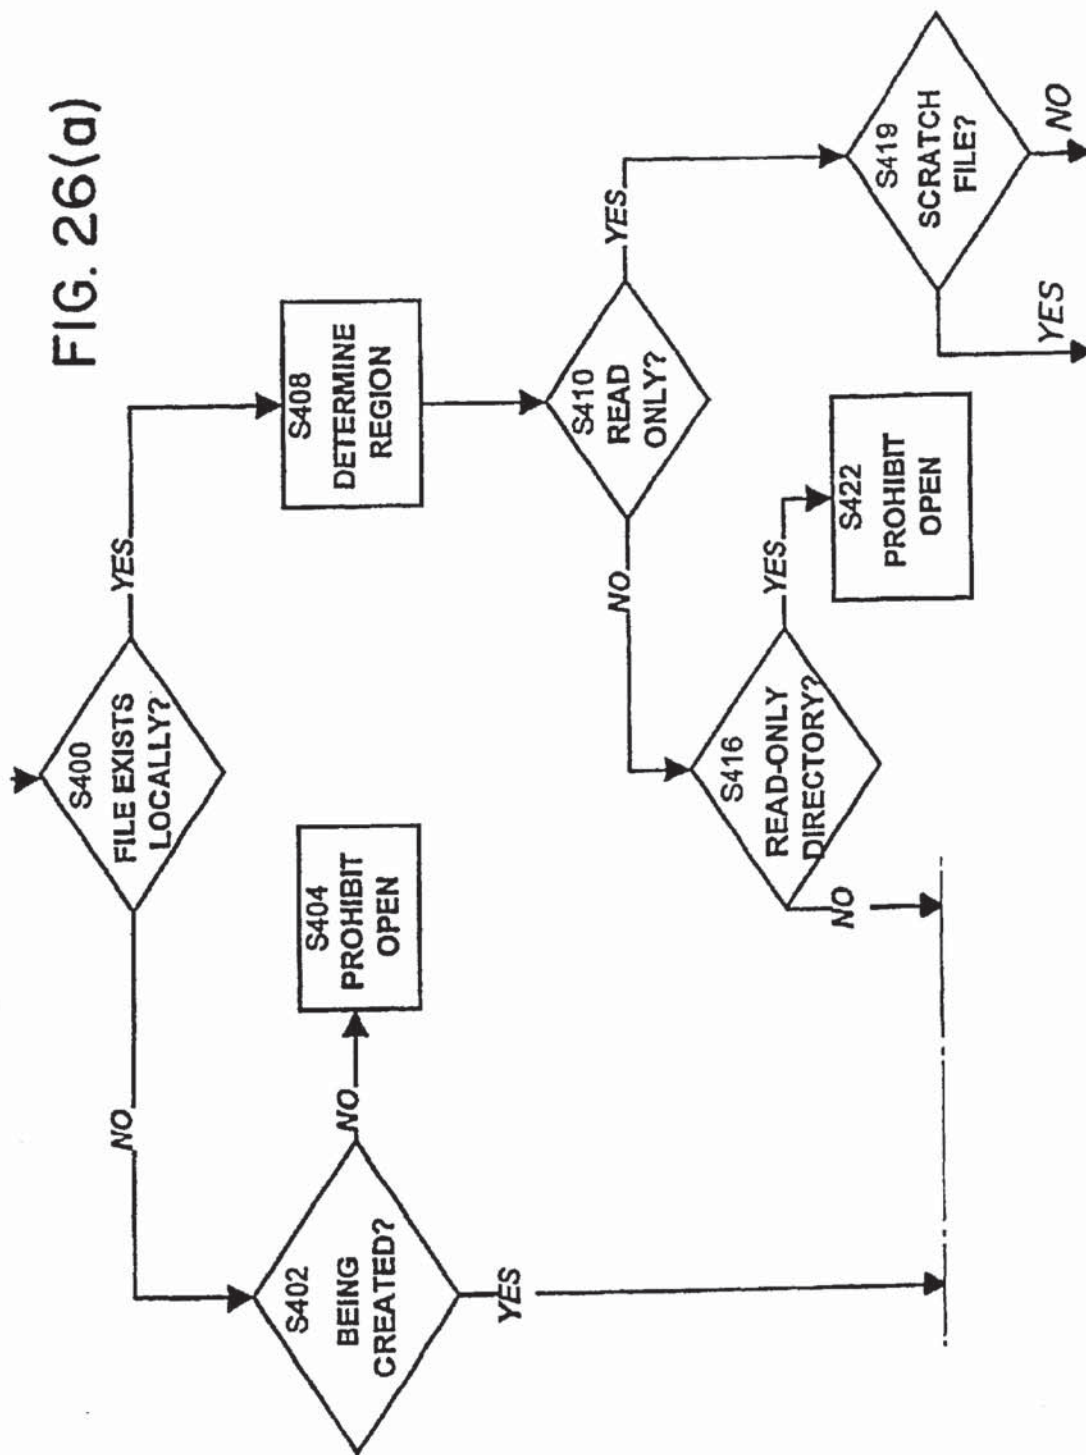 FIG. 26(a)
S400
FILE EXISTS
LOCALLY?
NO
YES
S402
BEING
CREATED?
NO
YES
S404
PROHIBIT
OPEN
S408
DETERMINE
REGION
S410
READ
ONLY?
NO
YES
S416
READ-ONLY
DIRECTORY?
NO
YES
S422
PROHIBIT
OPEN
S419
SCRATCH
FILE?
YES
NO